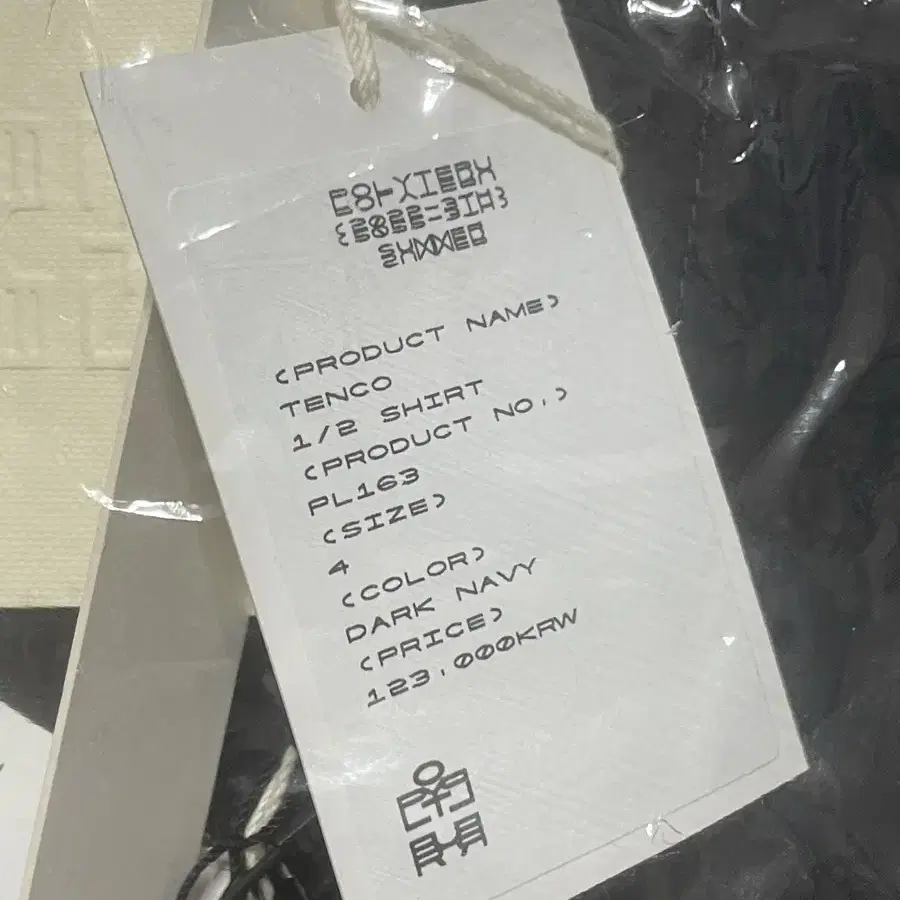 (PRODUCT NAME)
TENCO
1/2 SHIRT
(PRODUCT NO.)
PL163
(SIZE)
4
(COLOR)
DARK NAVY
(PRICE)
123,000KRW